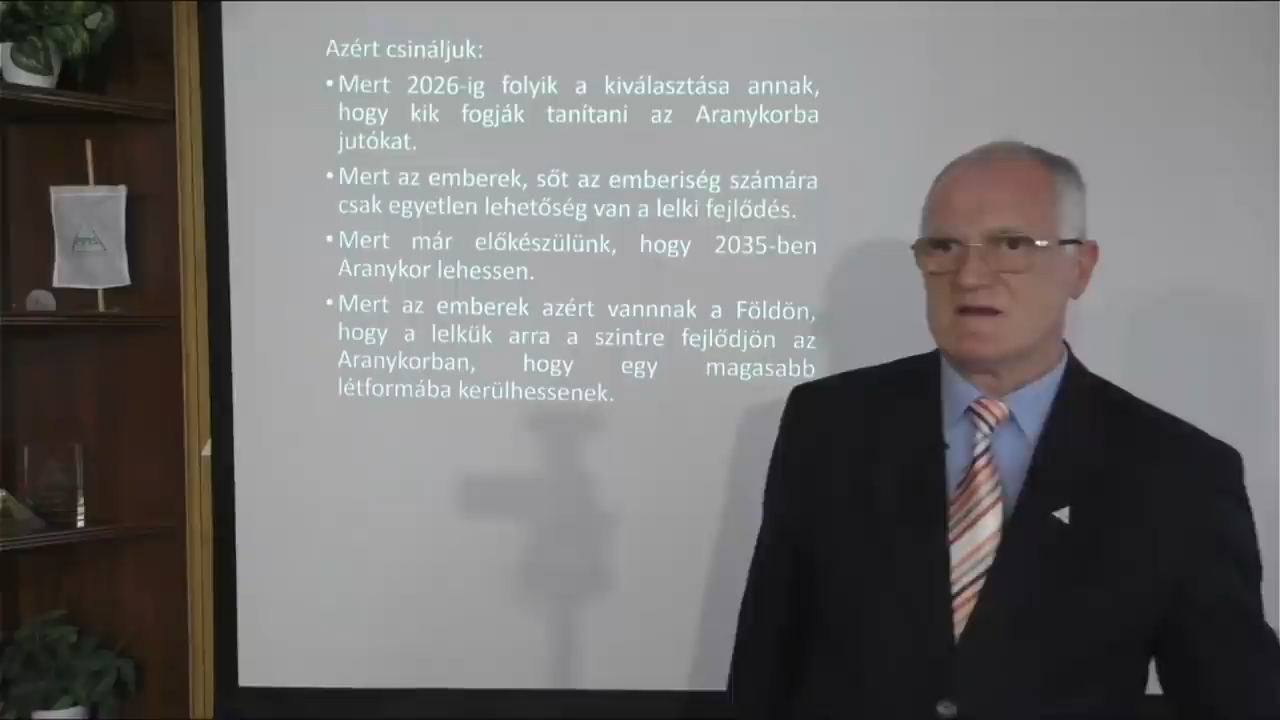 Azért csináljuk:
• Mert 2026-ig folyik a kiválasztása annak,
hogy kik fogják tanítani az Aranykorba
jutókat.
• Mert az emberek, sőt az emberiség számára
csak egyetlen lehetőség van a lelki fejlődés.
• Mert már előkészülünk, hogy 2035-ben
Aranykor lehessen.
• Mert az emberek azért vannnak a Földön,
hogy a lelkük arra a szintre fejlődjön az
Aranykorban, hogy egy magasabb
létformába kerülhessenek.